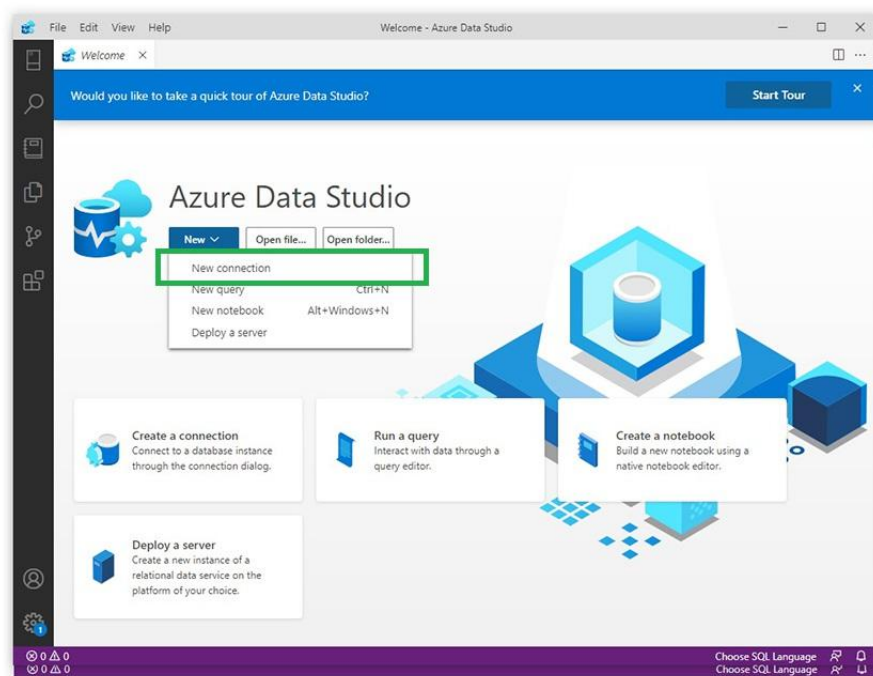 File Edit View Help
Welcome - Azure Data Studio
Welcome
Would you like to take a quick tour of Azure Data Studio?
Start Tour
Azure Data Studio
New
Open file...
Open folder...
New connection
New query Ctrl+N
New notebook Alt+Windows+N
Deploy a server
Create a connection
Connect to a database instance
through the connection dialog.
Run a query
Interact with data through a
query editor.
Create a notebook
Build a new notebook using a
native notebook editor.
Deploy a server
Create a new instance of a
relational data service on the
platform of your choice.
1
0 0
Choose SQL Language
0 0
Choose SQL Language